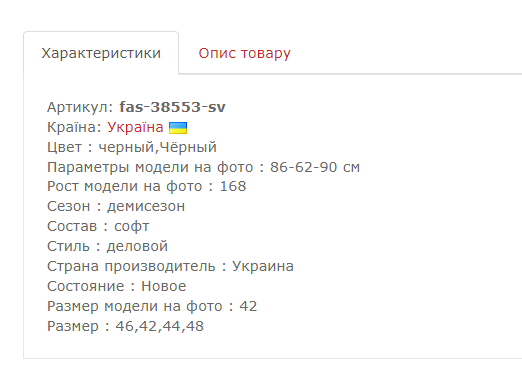 Характеристики
Опис товару
Артикул: fas-38553-sv
Країна: Україна
Цвет : черный,Чёрный
Параметры модели на фото : 86-62-90 см
Рост модели на фото : 168
Сезон : демисезон
Состав : софт
Стиль : деловой
Страна производитель : Украина
Состояние : Новое
Размер модели на фото : 42
Размер : 46,42,44,48